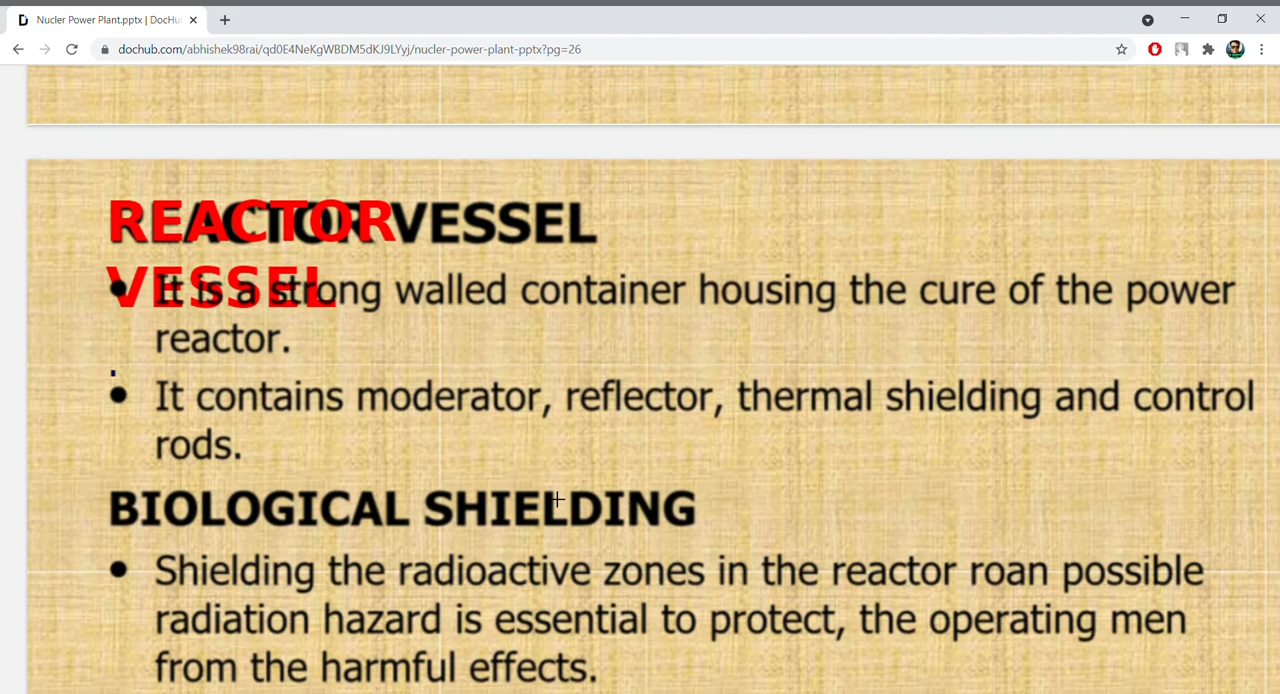 Nucler Power Plant.pptx | DocHu
dochub.com/abhishek98rai/qd0E4NeKgWBDM5dKJ9LYyj/nucler-power-plant-pptx?pg=26
REACTOR VESSEL
REACTOR
VESSEL
• It is a strong walled container housing the cure of the power
reactor.
• It contains moderator, reflector, thermal shielding and control
rods.
BIOLOGICAL SHIELDING
• Shielding the radioactive zones in the reactor roan possible
radiation hazard is essential to protect, the operating men
from the harmful effects.